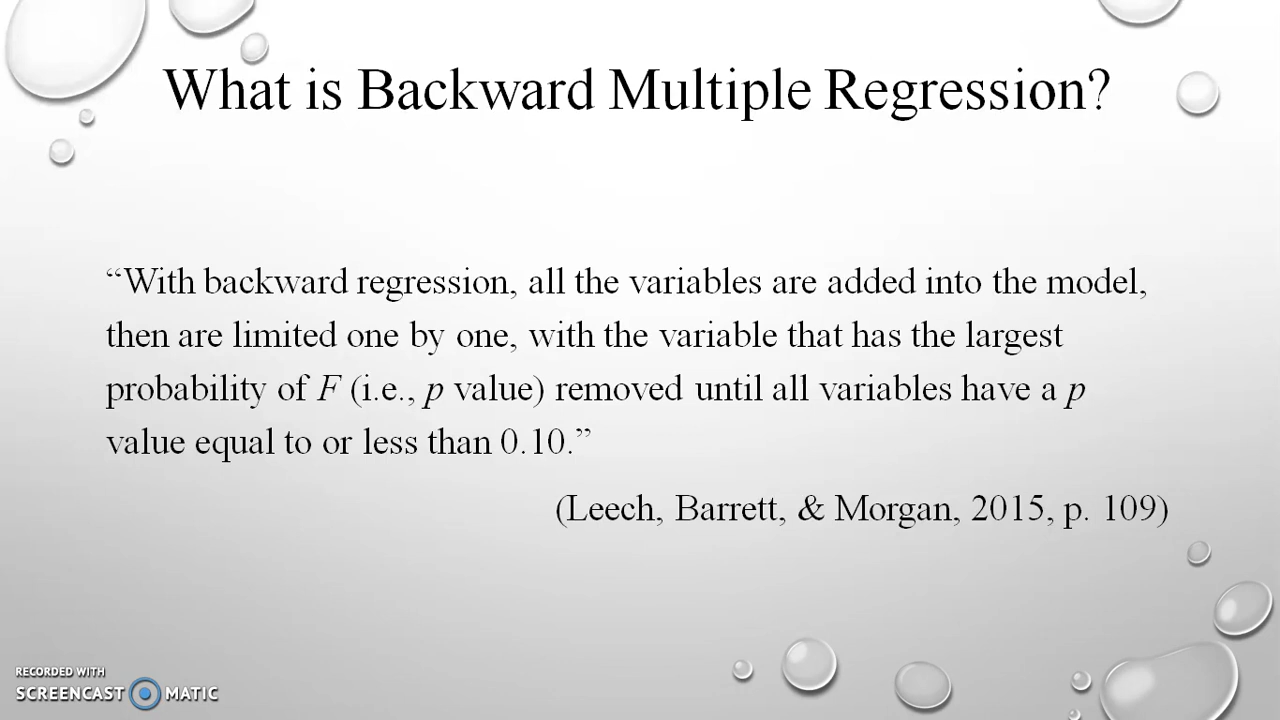 What is Backward Multiple Regression?
“With backward regression, all the variables are added into the model,
then are limited one by one, with the variable that has the largest
probability of F (i.e., p value) removed until all variables have a p
value equal to or less than 0.10.”
(Leech, Barrett, & Morgan, 2015, p. 109)
RECORDED WITH
SCREENCAST MATIC